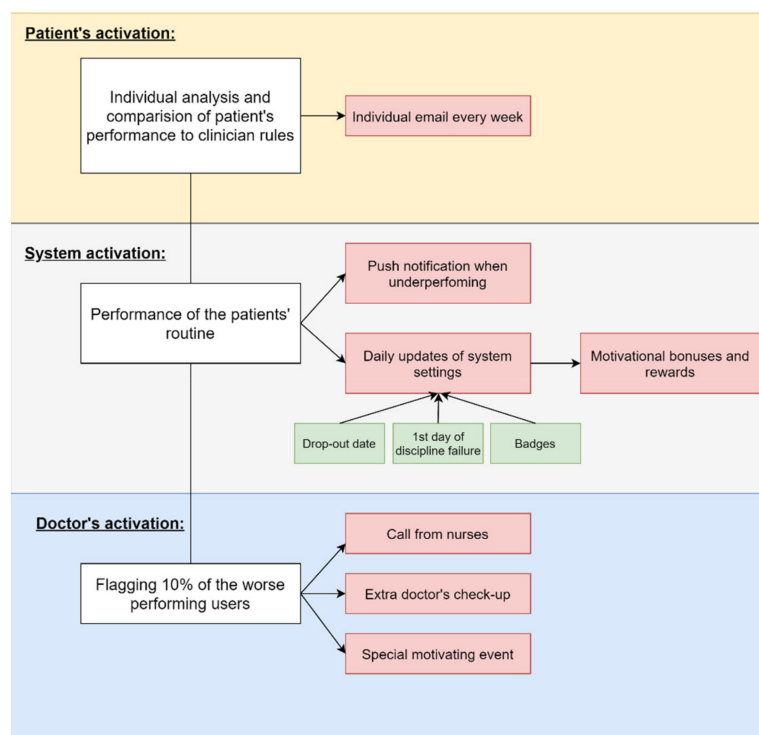 Patient's activation:
Individual analysis and
comparision of patient's
performance to clinician rules
Individual email every week
System activation:
Push notification when
underperfoming
Performance of the patients'
routine
Daily updates of system
settings
Motivational bonuses and
rewards
Drop-out date
1st day of
discipline failure
Badges
Doctor's activation:
Call from nurses
Flagging 10% of the worse
performing users
Extra doctor's check-up
Special motivating event